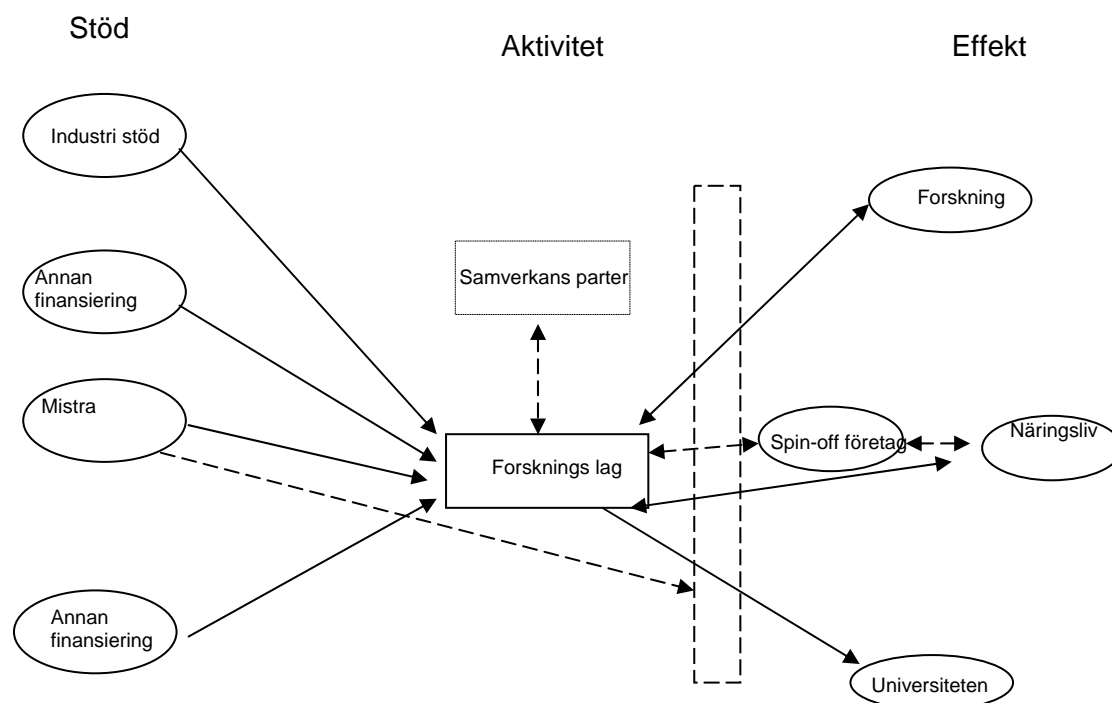 Stöd
Aktivitet
Effekt
Industri stöd
Forskning
Samverkans parter
Annan
finansiering
Mistra
Forsknings lag
Spin-off företag
Näringsliv
Annan
finansiering
Universiteten